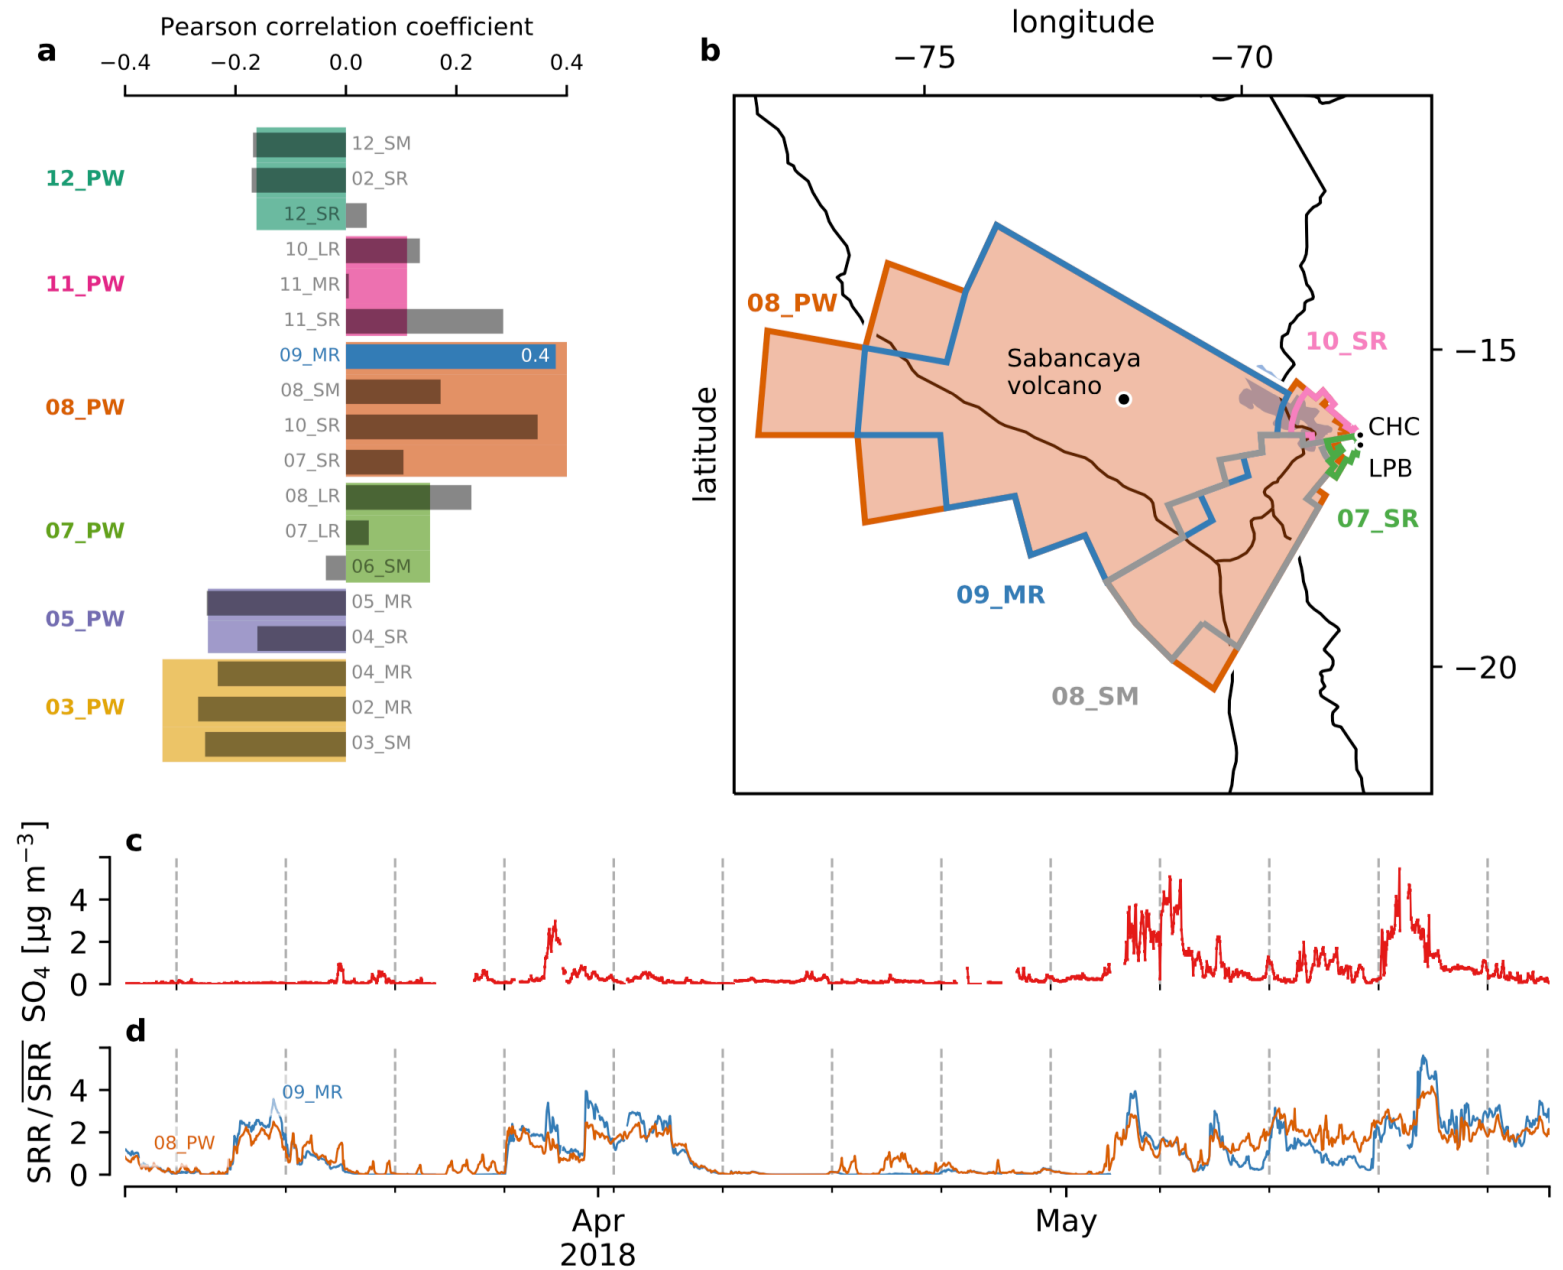 a
Pearson correlation coefficient
−0.4 −0.2 0.0 0.2 0.4
12_PW
12_SM
02_SR
12_SR
11_PW
10_LR
11_MR
11_SR
08_PW
09_MR 0.4
08_SM
10_SR
07_SR
07_PW
08_LR
07_LR
06_SM
05_PW
05_MR
04_SR
03_PW
04_MR
02_MR
03_SM
b
longitude
−75 −70
latitude
−15
−20
08_PW
Sabancaya
volcano
10_SR
CHC
LPB
07_SR
09_MR
08_SM
c
SO₄ [µg m⁻³]
4
2
0
d
SRR / S̅R̅R̅
4
2
0
09_MR
08_PW
Apr
2018
May